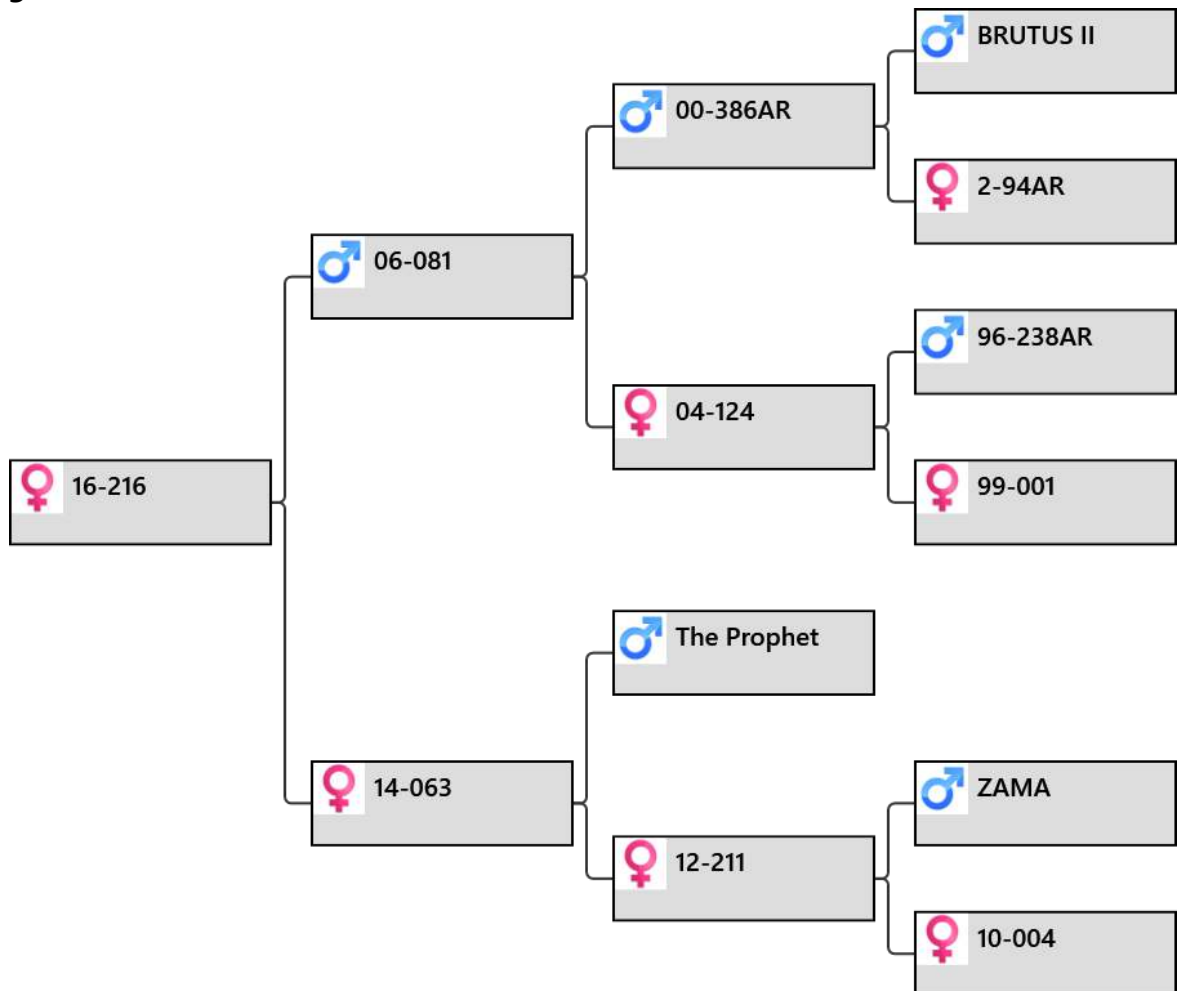 BRUTUS II
00-386AR
2-94AR
06-081
96-238AR
04-124
99-001
16-216
The Prophet
14-063
ZAMA
12-211
10-004